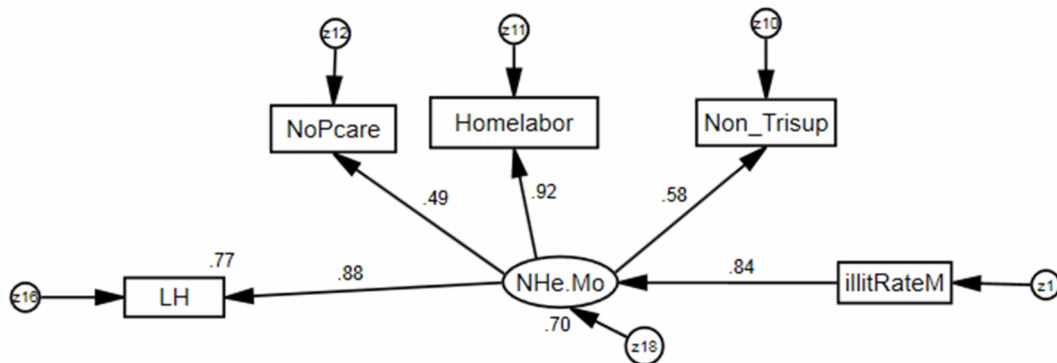 z12
z11
z10
NoPcare
Homelabor
Non_Trisup
.49
.92
.58
.77
.88
.84
z16
LH
NHe.Mo
illitRateM
z1
.70
z18